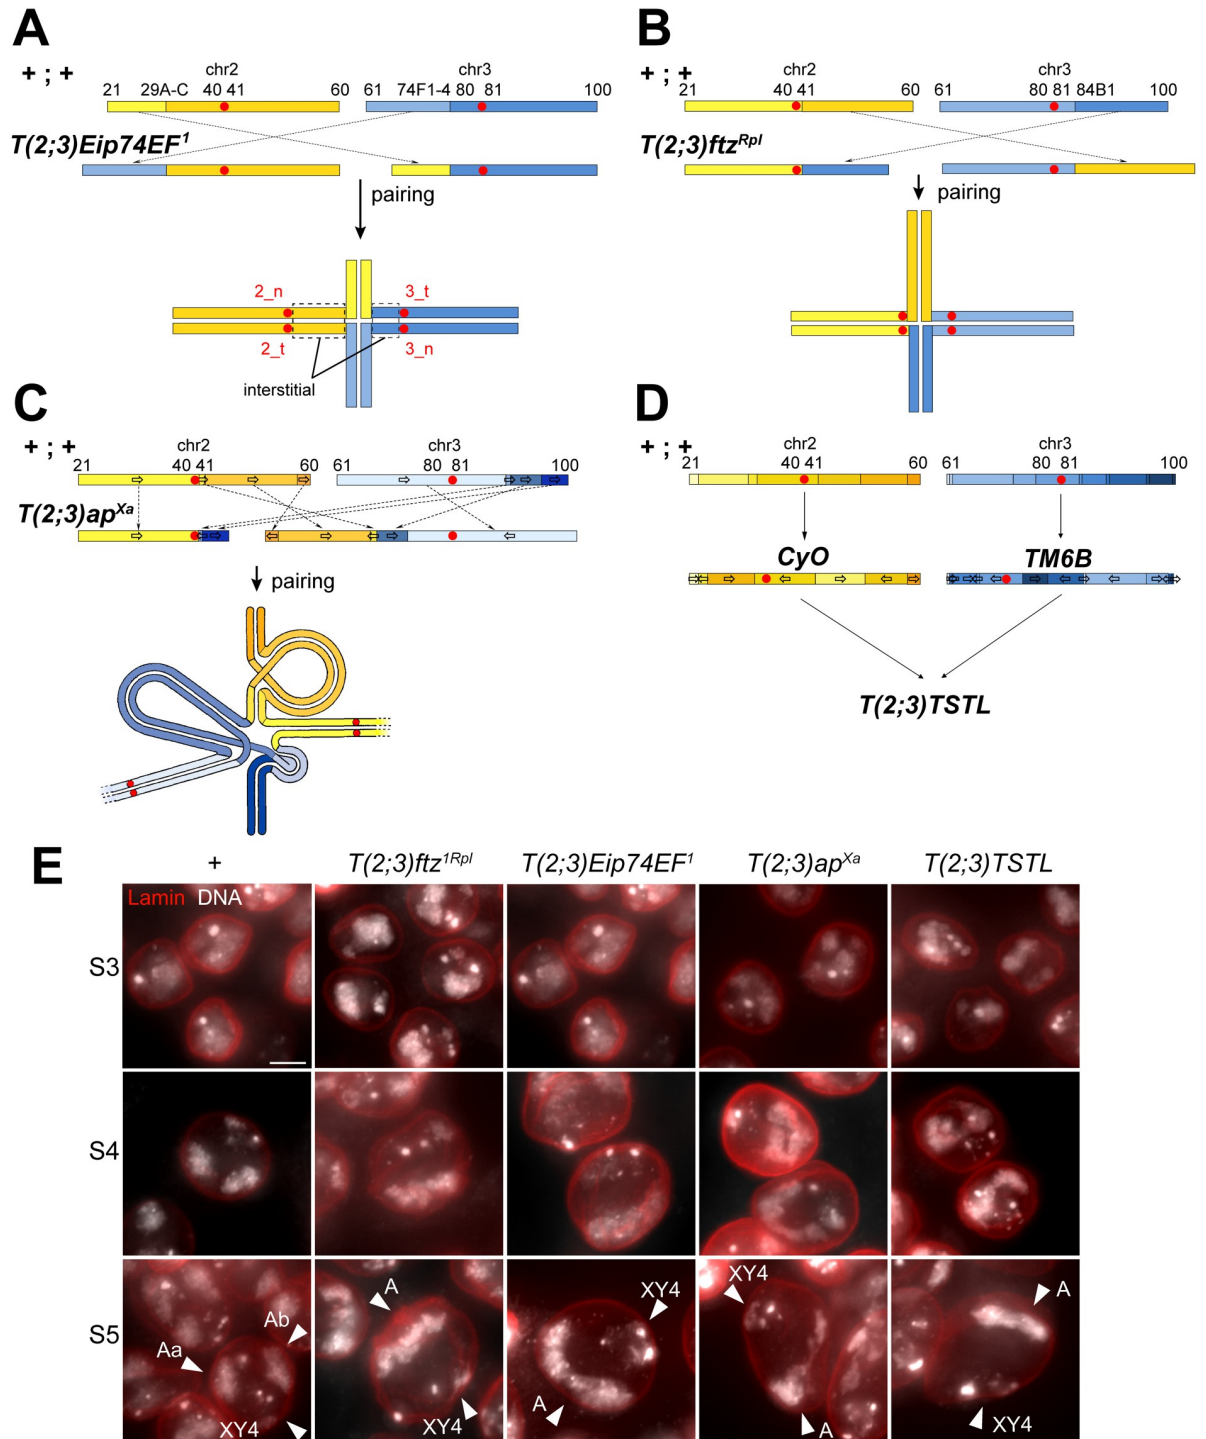 A
+ ; +
chr2
chr3
21 29A-C 40 41 60 61 74F1-4 80 81 100
T(2;3)Eip74EF1
pairing
2_n 3_t
2_t 3_n
interstitial
B
+ ; +
chr2
chr3
21 40 41 60 61 80 81 84B1 100
T(2;3)ftzRpl
pairing
C
+ ; +
chr2
chr3
21 40 41 60 61 80 81 100
T(2;3)apXa
pairing
D
+ ; +
chr2
chr3
21 40 41 60 61 80 81 100
CyO
TM6B
T(2;3)TSTL
E
+ T(2;3)ftz1Rpl T(2;3)Eip74EF1 T(2;3)apXa T(2;3)TSTL
Lamin DNA
S3
S4
S5
Aa
Ab
XY4
A
XY4
XY4
A
XY4
A
A
XY4